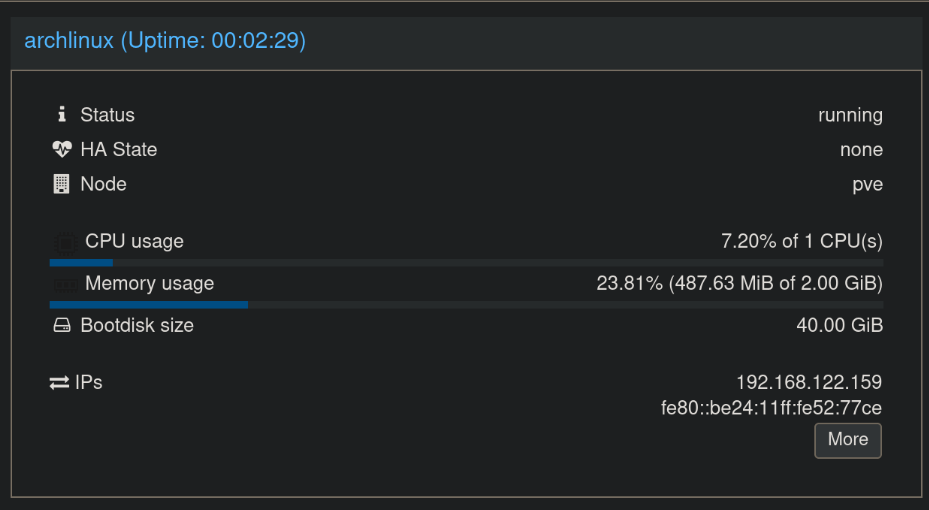 archlinux (Uptime: 00:02:29)
Status running
HA State none
Node pve
CPU usage 7.20% of 1 CPU(s)
Memory usage 23.81% (487.63 MiB of 2.00 GiB)
Bootdisk size 40.00 GiB
IPs 192.168.122.159
fe80::be24:11ff:fe52:77ce
More